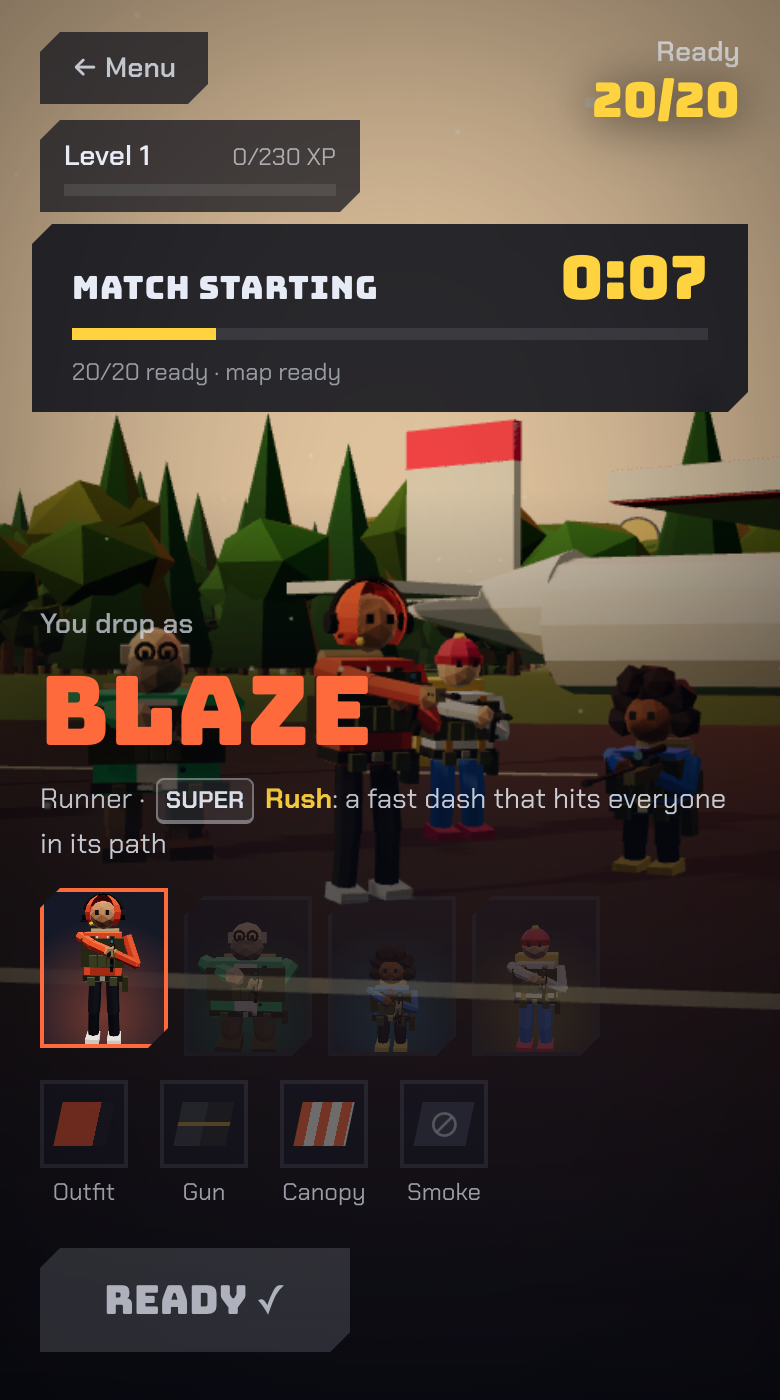 ← Menu
Ready
20/20
Level 1 0/230 XP
MATCH STARTING 0:07
20/20 ready · map ready
You drop as
BLAZE
Runner · SUPER Rush: a fast dash that hits everyone
in its path
Outfit Gun Canopy Smoke
READY ✓